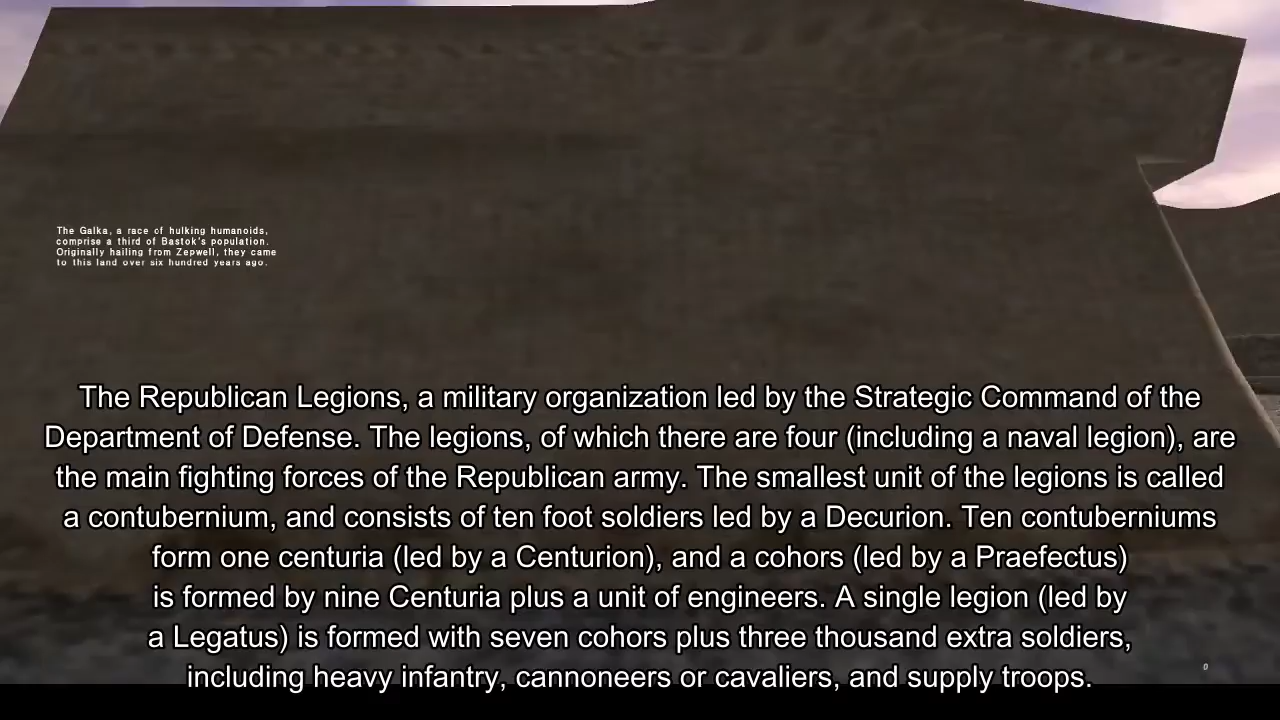 The Galka, a race of hulking humanoids,
comprise a third of Bastok's population.
Originally hailing from Zepwell, they came
to this land over six hundred years ago.
The Republican Legions, a military organization led by the Strategic Command of the
Department of Defense. The legions, of which there are four (including a naval legion), are
the main fighting forces of the Republican army. The smallest unit of the legions is called
a contubernium, and consists of ten foot soldiers led by a Decurion. Ten contuberniums
form one centuria (led by a Centurion), and a cohors (led by a Praefectus)
is formed by nine Centuria plus a unit of engineers. A single legion (led by
a Legatus) is formed with seven cohors plus three thousand extra soldiers,
including heavy infantry, cannoneers or cavaliers, and supply troops.
0